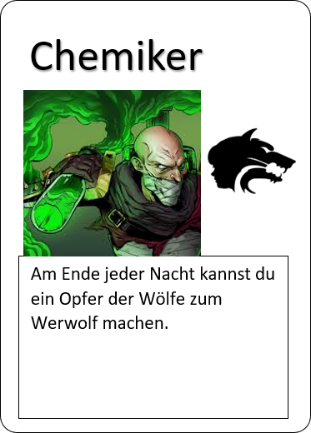 Chemiker
Am Ende jeder Nacht kannst du
ein Opfer der Wölfe zum
Werwolf machen.